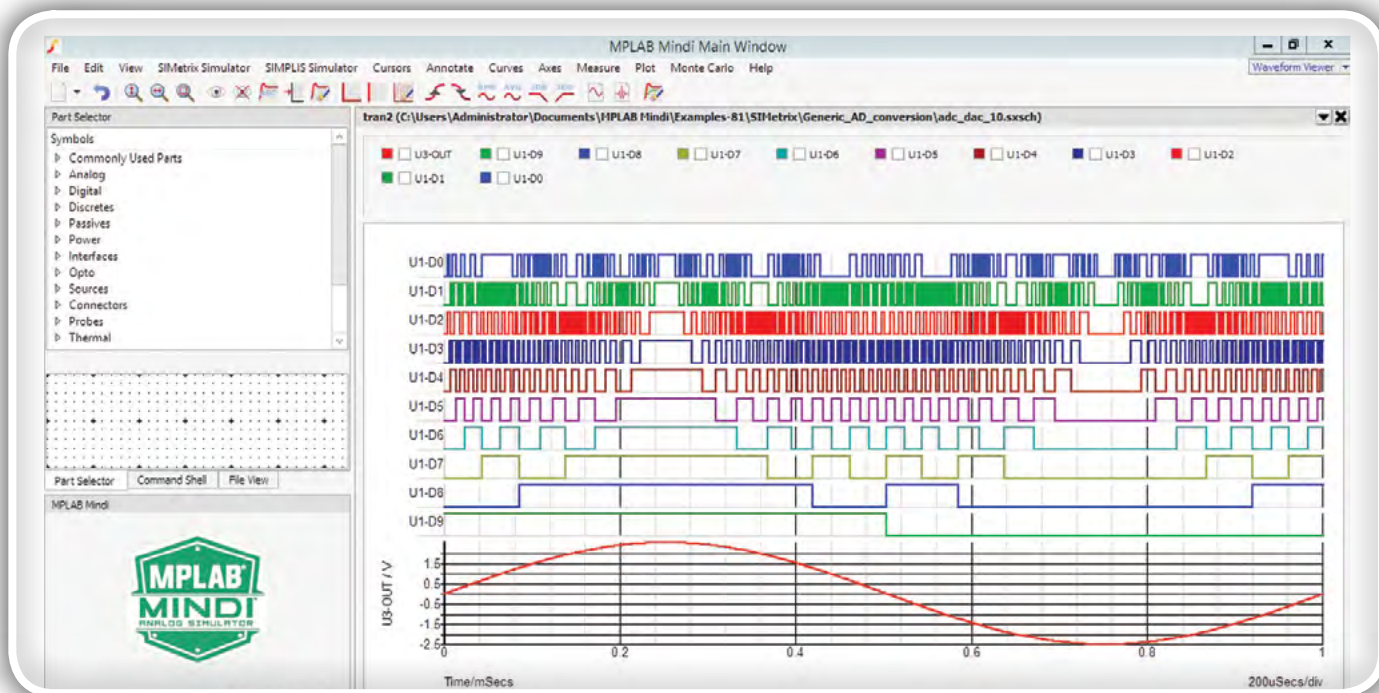 MPLAB Mindi Main Window
File Edit View SIMetrix Simulator SIMPLIS Simulator Cursors Annotate Curves Axes Measure Plot Monte Carlo Help
Waveform Viewer
Part Selector
tran2 (C:\Users\Administrator\Documents\MPLAB Mindi\Examples-81\SIMetrix\Generic_AD_conversion\adc_dac_10.sxsch)
Symbols
Commonly Used Parts
Analog
Digital
Discretes
Passives
Power
Interfaces
Opto
Sources
Connectors
Probes
Thermal
U3-OUT U1-D9 U1-D8 U1-D7 U1-D6 U1-D5 U1-D4 U1-D3 U1-D2
U1-D1 U1-D0
U1-D0
U1-D1
U1-D2
U1-D3
U1-D4
U1-D5
U1-D6
U1-D7
U1-D8
U1-D9
Part Selector Command Shell File View
MPLAB Mindi
MPLAB®
MINDI
ANALOG SIMULATOR
U3-OUT / V
1.5
0.5
-0.5
-1.5
-2.5
0 0.2 0.4 0.6 0.8 1
Time/mSecs 200uSecs/div